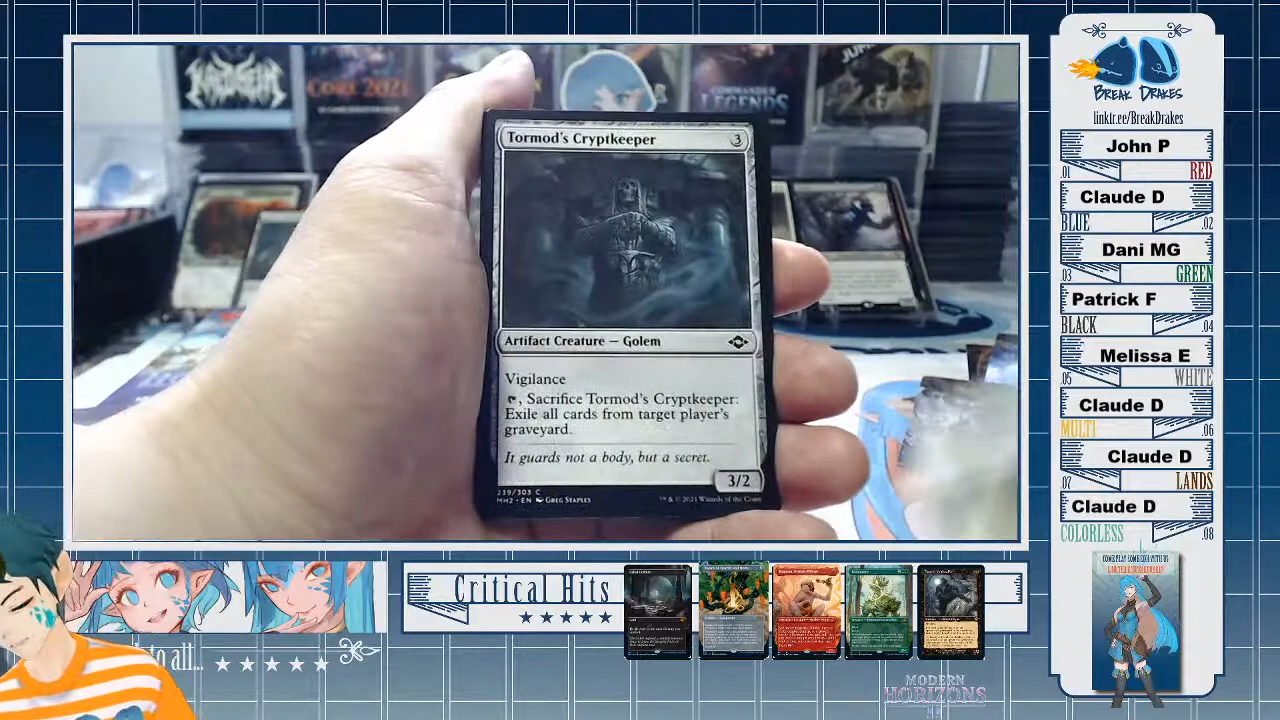 KALDHEIM
CORE 2021
COMMANDER
LEGENDS
JUM
Tormod's Cryptkeeper 3
Artifact Creature — Golem
Vigilance
, Sacrifice Tormod's Cryptkeeper:
Exile all cards from target player's
graveyard.
It guards not a body, but a secret.
3/2
239/303 C
MH2 • EN GREG STAPLES
™ & © 2021 Wizards of the Coast
BREAK DRAKES
linktr.ee/BreakDrakes
John P
.01 RED
Claude D
BLUE .02
Dani MG
.03 GREEN
Patrick F
BLACK .04
Melissa E
.05 WHITE
Claude D
MULTI .06
Claude D
.07 LANDS
Claude D
COLORLESS .08
Critical Hits
all...
MODERN
HORIZONS
II